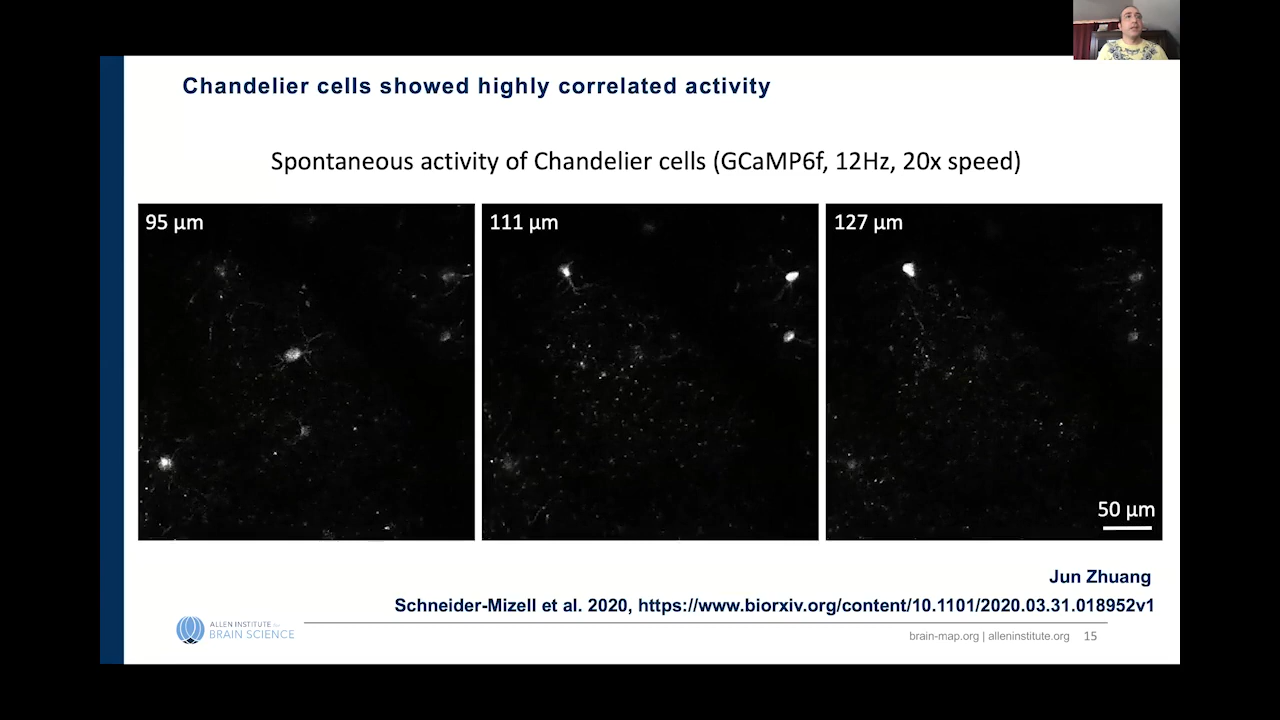 Chandelier cells showed highly correlated activity
Spontaneous activity of Chandelier cells (GCaMP6f, 12Hz, 20x speed)
95 µm
111 µm
127 µm
50 µm
Jun Zhuang
Schneider-Mizell et al. 2020, https://www.biorxiv.org/content/10.1101/2020.03.31.018952v1
ALLEN INSTITUTE for
BRAIN SCIENCE
brain-map.org | alleninstitute.org 15